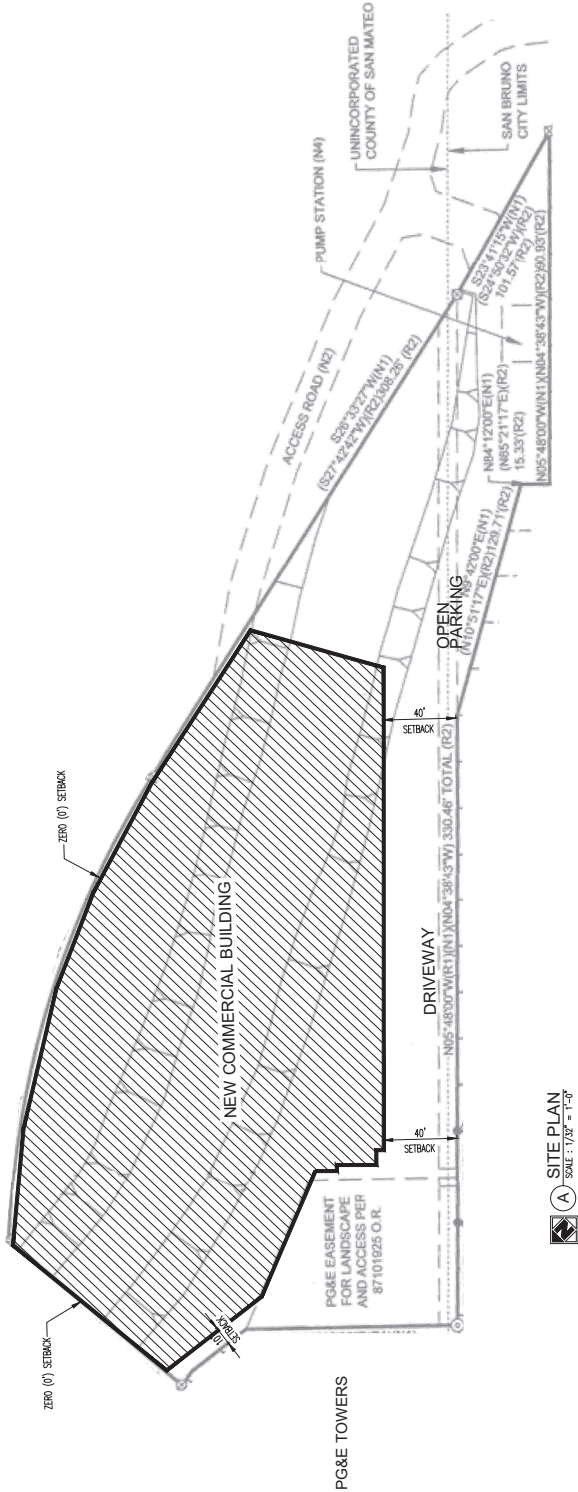 ZERO (0') SETBACK
ZERO (0') SETBACK
NEW COMMERCIAL BUILDING
ACCESS ROAD (N2)
S26°33'27"W(N1)
(S27°42'42"W)(R2)308.26' (R2)
PUMP STATION (N4)
UNINCORPORATED
COUNTY OF SAN MATEO
SAN BRUNO
CITY LIMITS
S23°41'15"W(N1)
(S24°50'32"W)(R2)
101.57'(R2)
N84°12'00"E(N1)
(N85°21'17"E)(R2)
15.33'(R2)
N05°48'00"W(N1)(N04°38'43"W)(R2)90.93'(R2)
N9°42'00"E(N1)
(N10°51'17"E)(R2)129.71'(R2)
OPEN
PARKING
40'
SETBACK
DRIVEWAY
N05°48'00"W(R1)(N1)(N04°38'43"W) 330.46' TOTAL (R2)
40'
SETBACK
10'
SETBACK
PG&E EASEMENT
FOR LANDSCAPE
AND ACCESS PER
87101925 O.R.
PG&E TOWERS
A
SITE PLAN
SCALE : 1/32" = 1'-0"